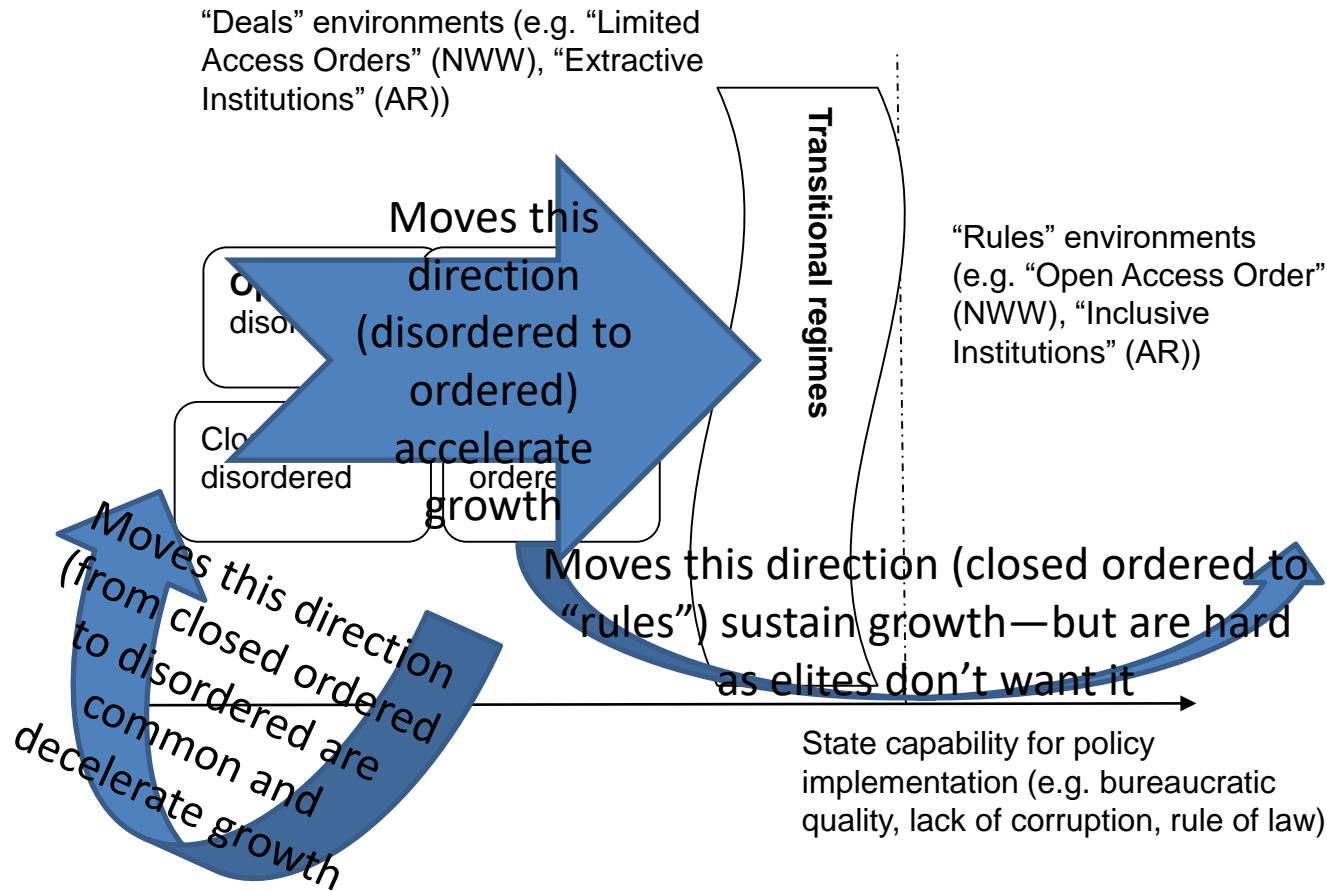 “Deals” environments (e.g. “Limited
Access Orders” (NWW), “Extractive
Institutions” (AR))
Transitional regimes
“Rules” environments
(e.g. “Open Access Order”
(NWW), “Inclusive
Institutions” (AR))
Moves this
direction
(disordered to
ordered)
accelerate
growth
disordered
Moves this direction
(from closed ordered
to disordered are
common and
decelerate growth
Moves this direction (closed ordered to
“rules”) sustain growth—but are hard
as elites don’t want it
State capability for policy
implementation (e.g. bureaucratic
quality, lack of corruption, rule of law)